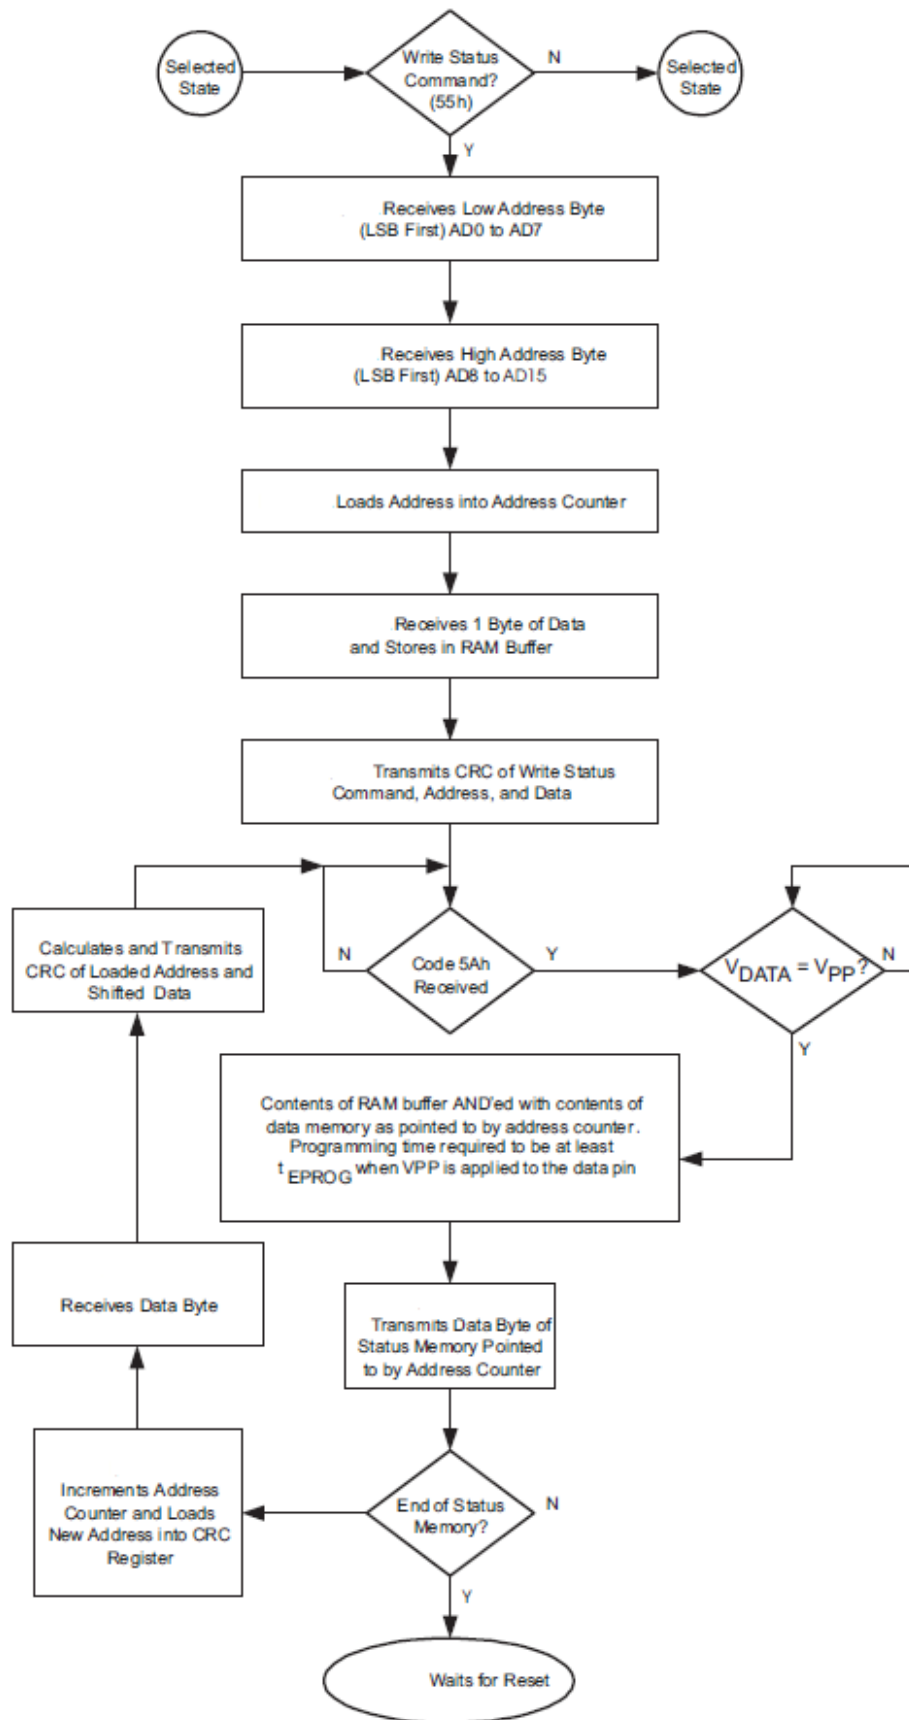 Selected
State
Write Status
Command?
(55h)
N
Selected
State
Y
Receives Low Address Byte
(LSB First) AD0 to AD7
Receives High Address Byte
(LSB First) AD8 to AD15
Loads Address into Address Counter
Receives 1 Byte of Data
and Stores in RAM Buffer
Transmits CRC of Write Status
Command, Address, and Data
Calculates and Transmits
CRC of Loaded Address and
Shifted Data
N
Code 5Ah
Received
Y
VDATA = VPP?
N
Y
Contents of RAM buffer AND'ed with contents of
data memory as pointed to by address counter.
Programming time required to be at least
tEPROG when VPP is applied to the data pin
Receives Data Byte
Transmits Data Byte of
Status Memory Pointed
to by Address Counter
Increments Address
Counter and Loads
New Address into CRC
Register
End of Status
Memory?
N
Y
Waits for Reset